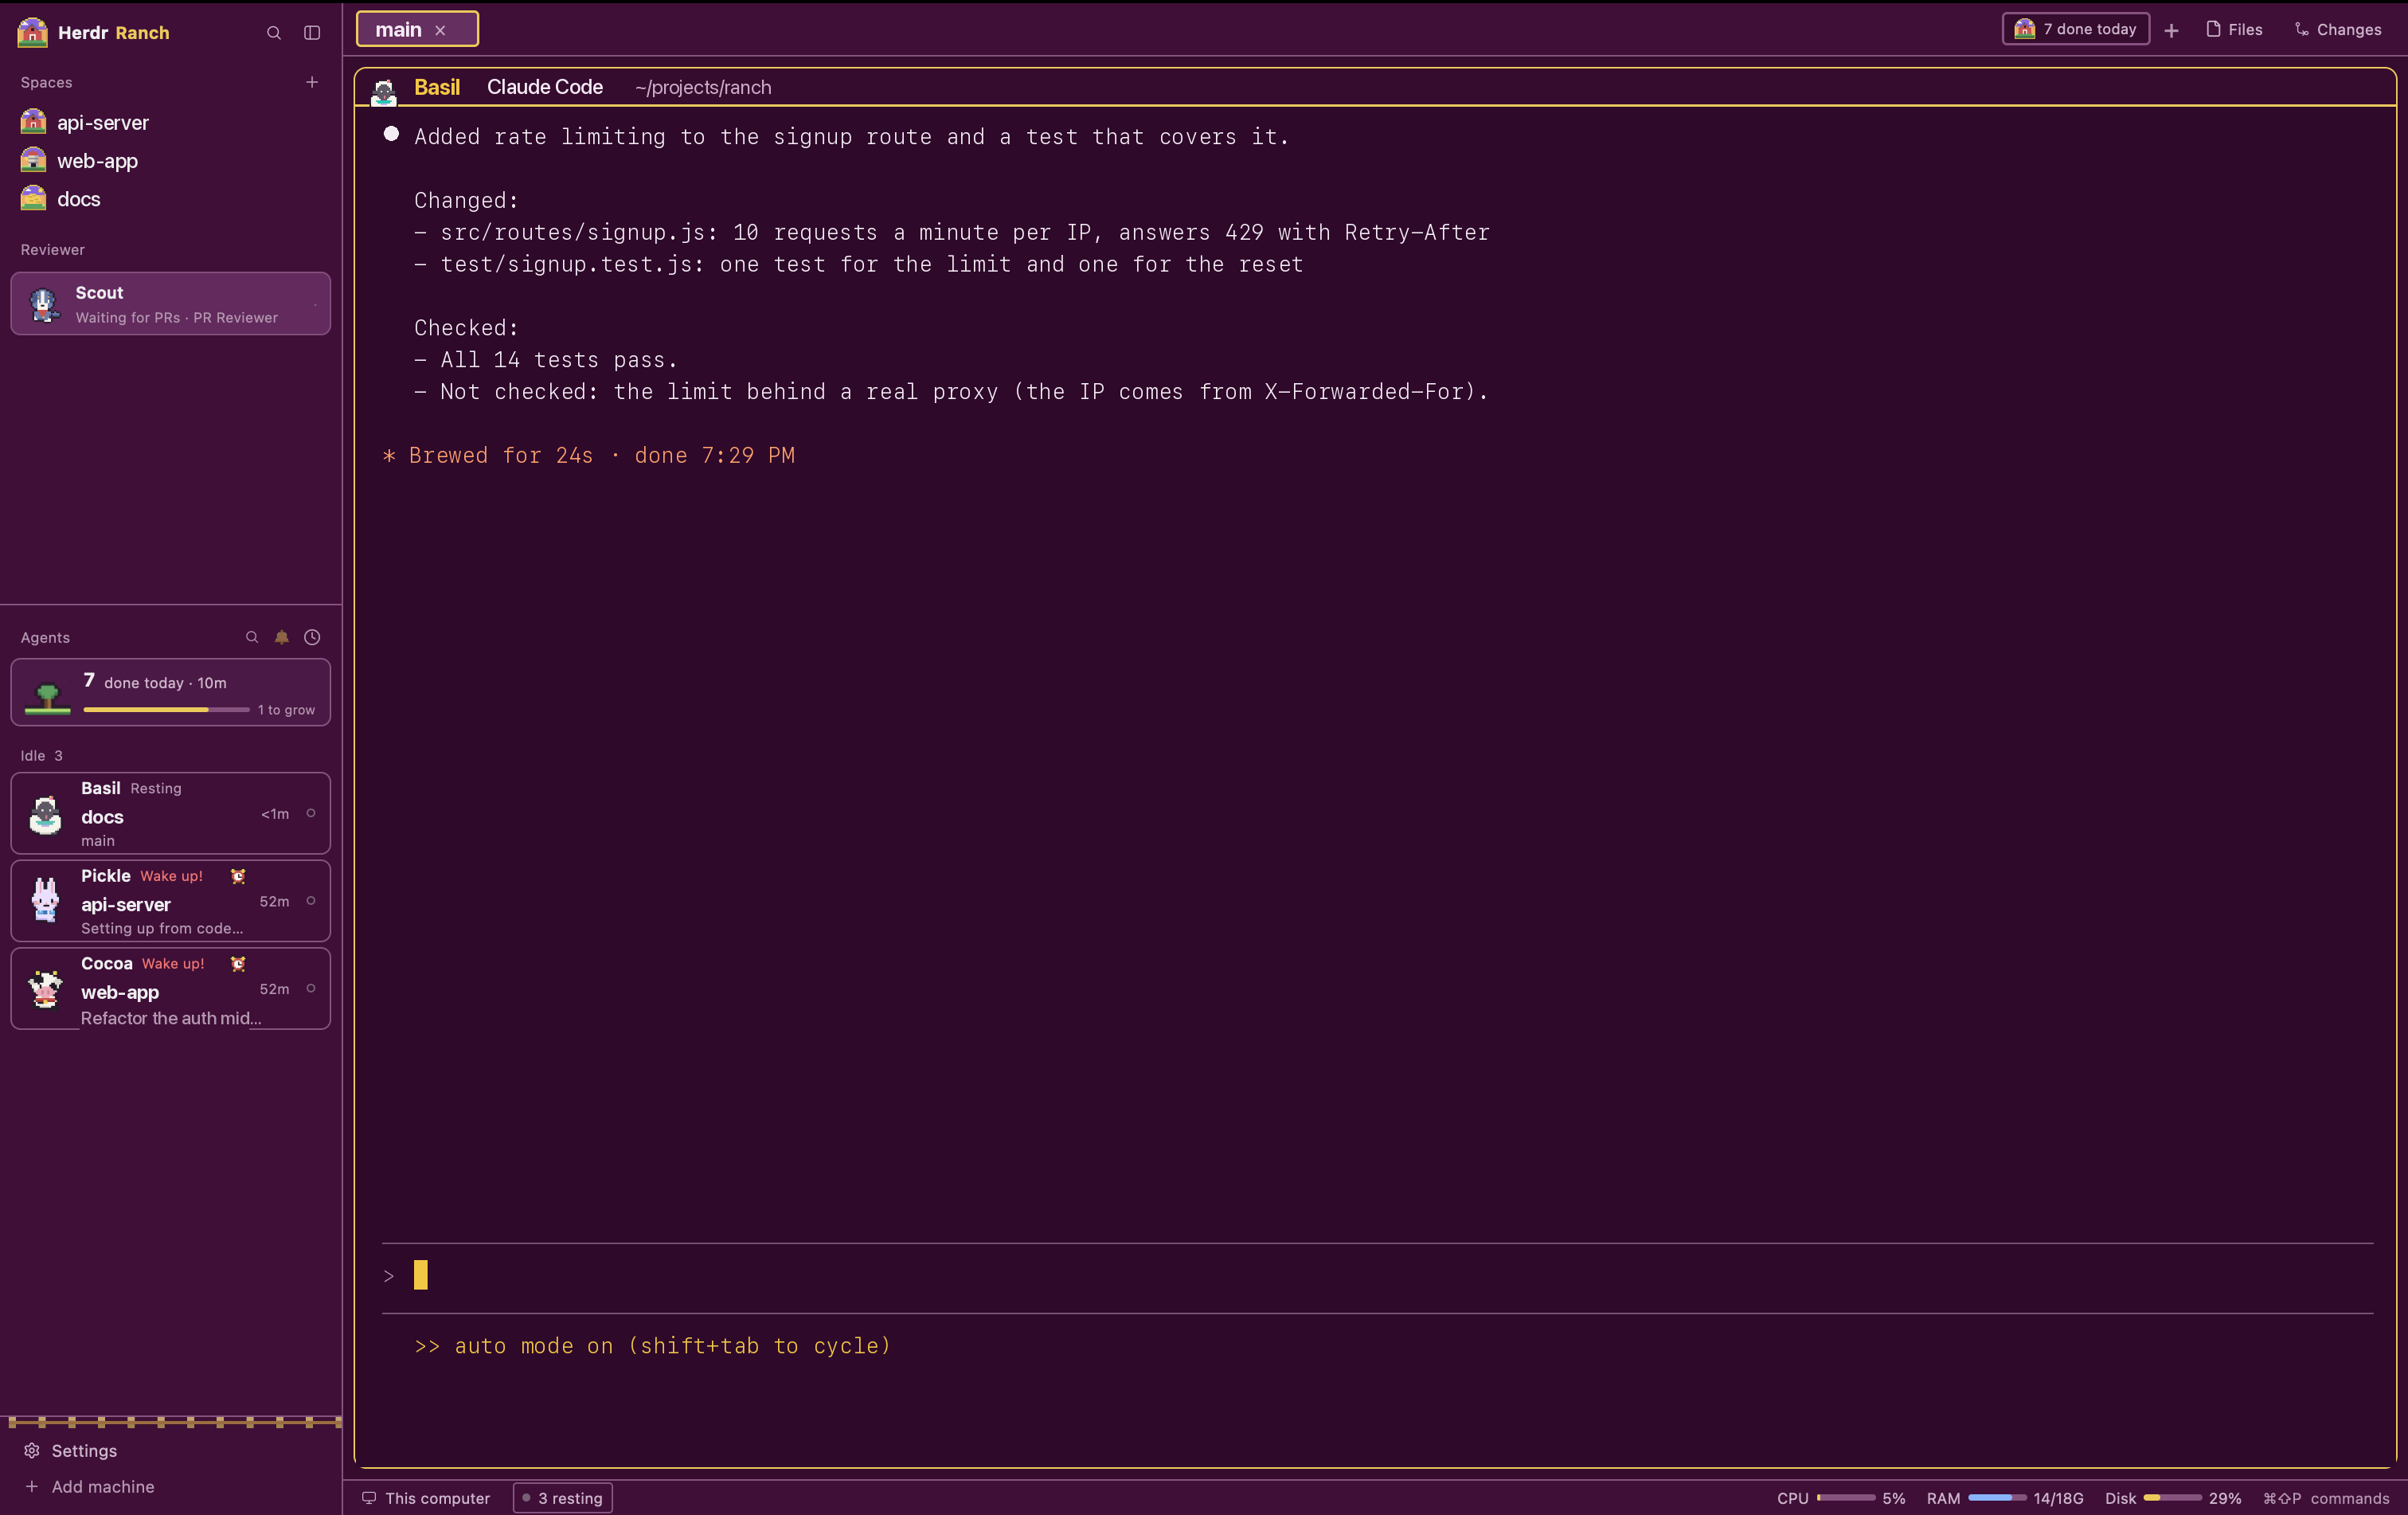 Herdr Ranch
Spaces
api-server
web-app
docs
Reviewer
Scout
Waiting for PRs · PR Reviewer
Agents
7 done today · 10m
1 to grow
Idle 3
Basil Resting
docs
main
<1m
Pickle Wake up!
api-server
Setting up from code...
52m
Cocoa Wake up!
web-app
Refactor the auth mid...
52m
Settings
+ Add machine
main ×
7 done today
+
Files
Changes
Basil Claude Code ~/projects/ranch
● Added rate limiting to the signup route and a test that covers it.
Changed:
- src/routes/signup.js: 10 requests a minute per IP, answers 429 with Retry-After
- test/signup.test.js: one test for the limit and one for the reset
Checked:
- All 14 tests pass.
- Not checked: the limit behind a real proxy (the IP comes from X-Forwarded-For).
* Brewed for 24s · done 7:29 PM
>
>> auto mode on (shift+tab to cycle)
This computer
3 resting
CPU 5%
RAM 14/18G
Disk 29%
⌘⇧P commands